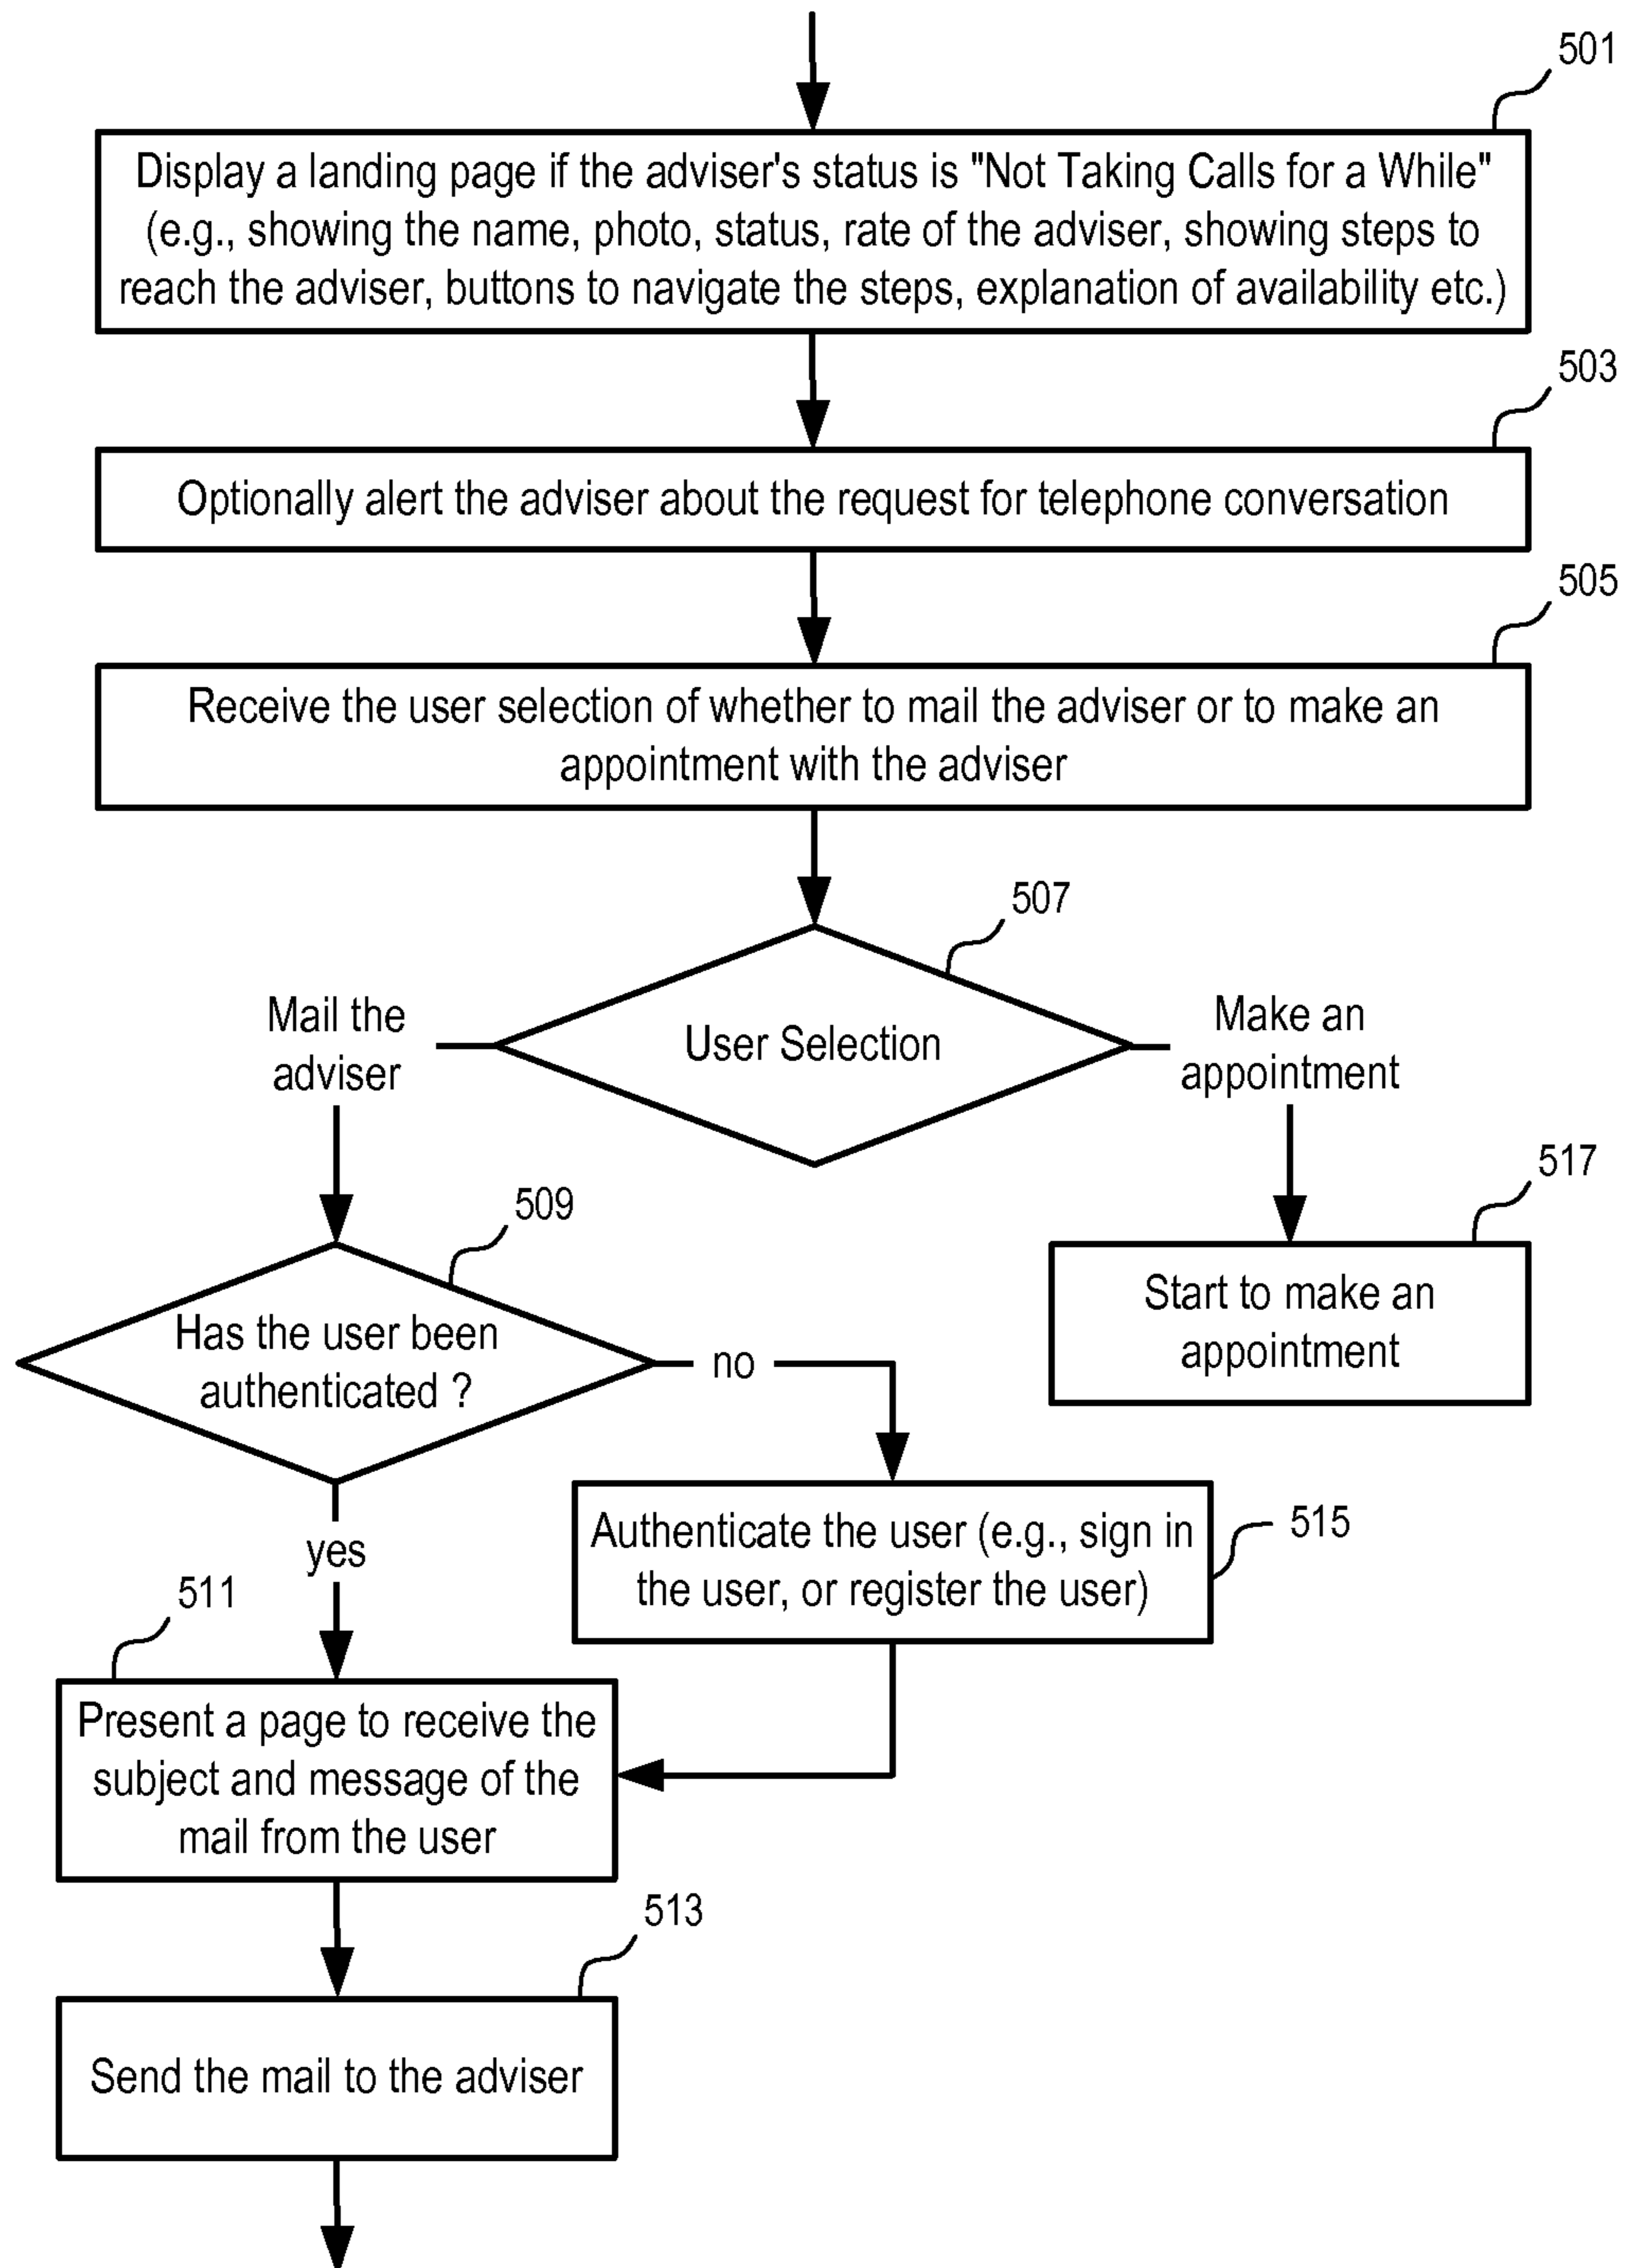 501
Display a landing page if the adviser's status is "Not Taking Calls for a While"
(e.g., showing the name, photo, status, rate of the adviser, showing steps to
reach the adviser, buttons to navigate the steps, explanation of availability etc.)
503
Optionally alert the adviser about the request for telephone conversation
505
Receive the user selection of whether to mail the adviser or to make an
appointment with the adviser
507
User Selection
Mail the
adviser
Make an
appointment
517
Start to make an
appointment
509
Has the user been
authenticated ?
no
yes
Authenticate the user (e.g., sign in
the user, or register the user)
515
511
Present a page to receive the
subject and message of the
mail from the user
513
Send the mail to the adviser